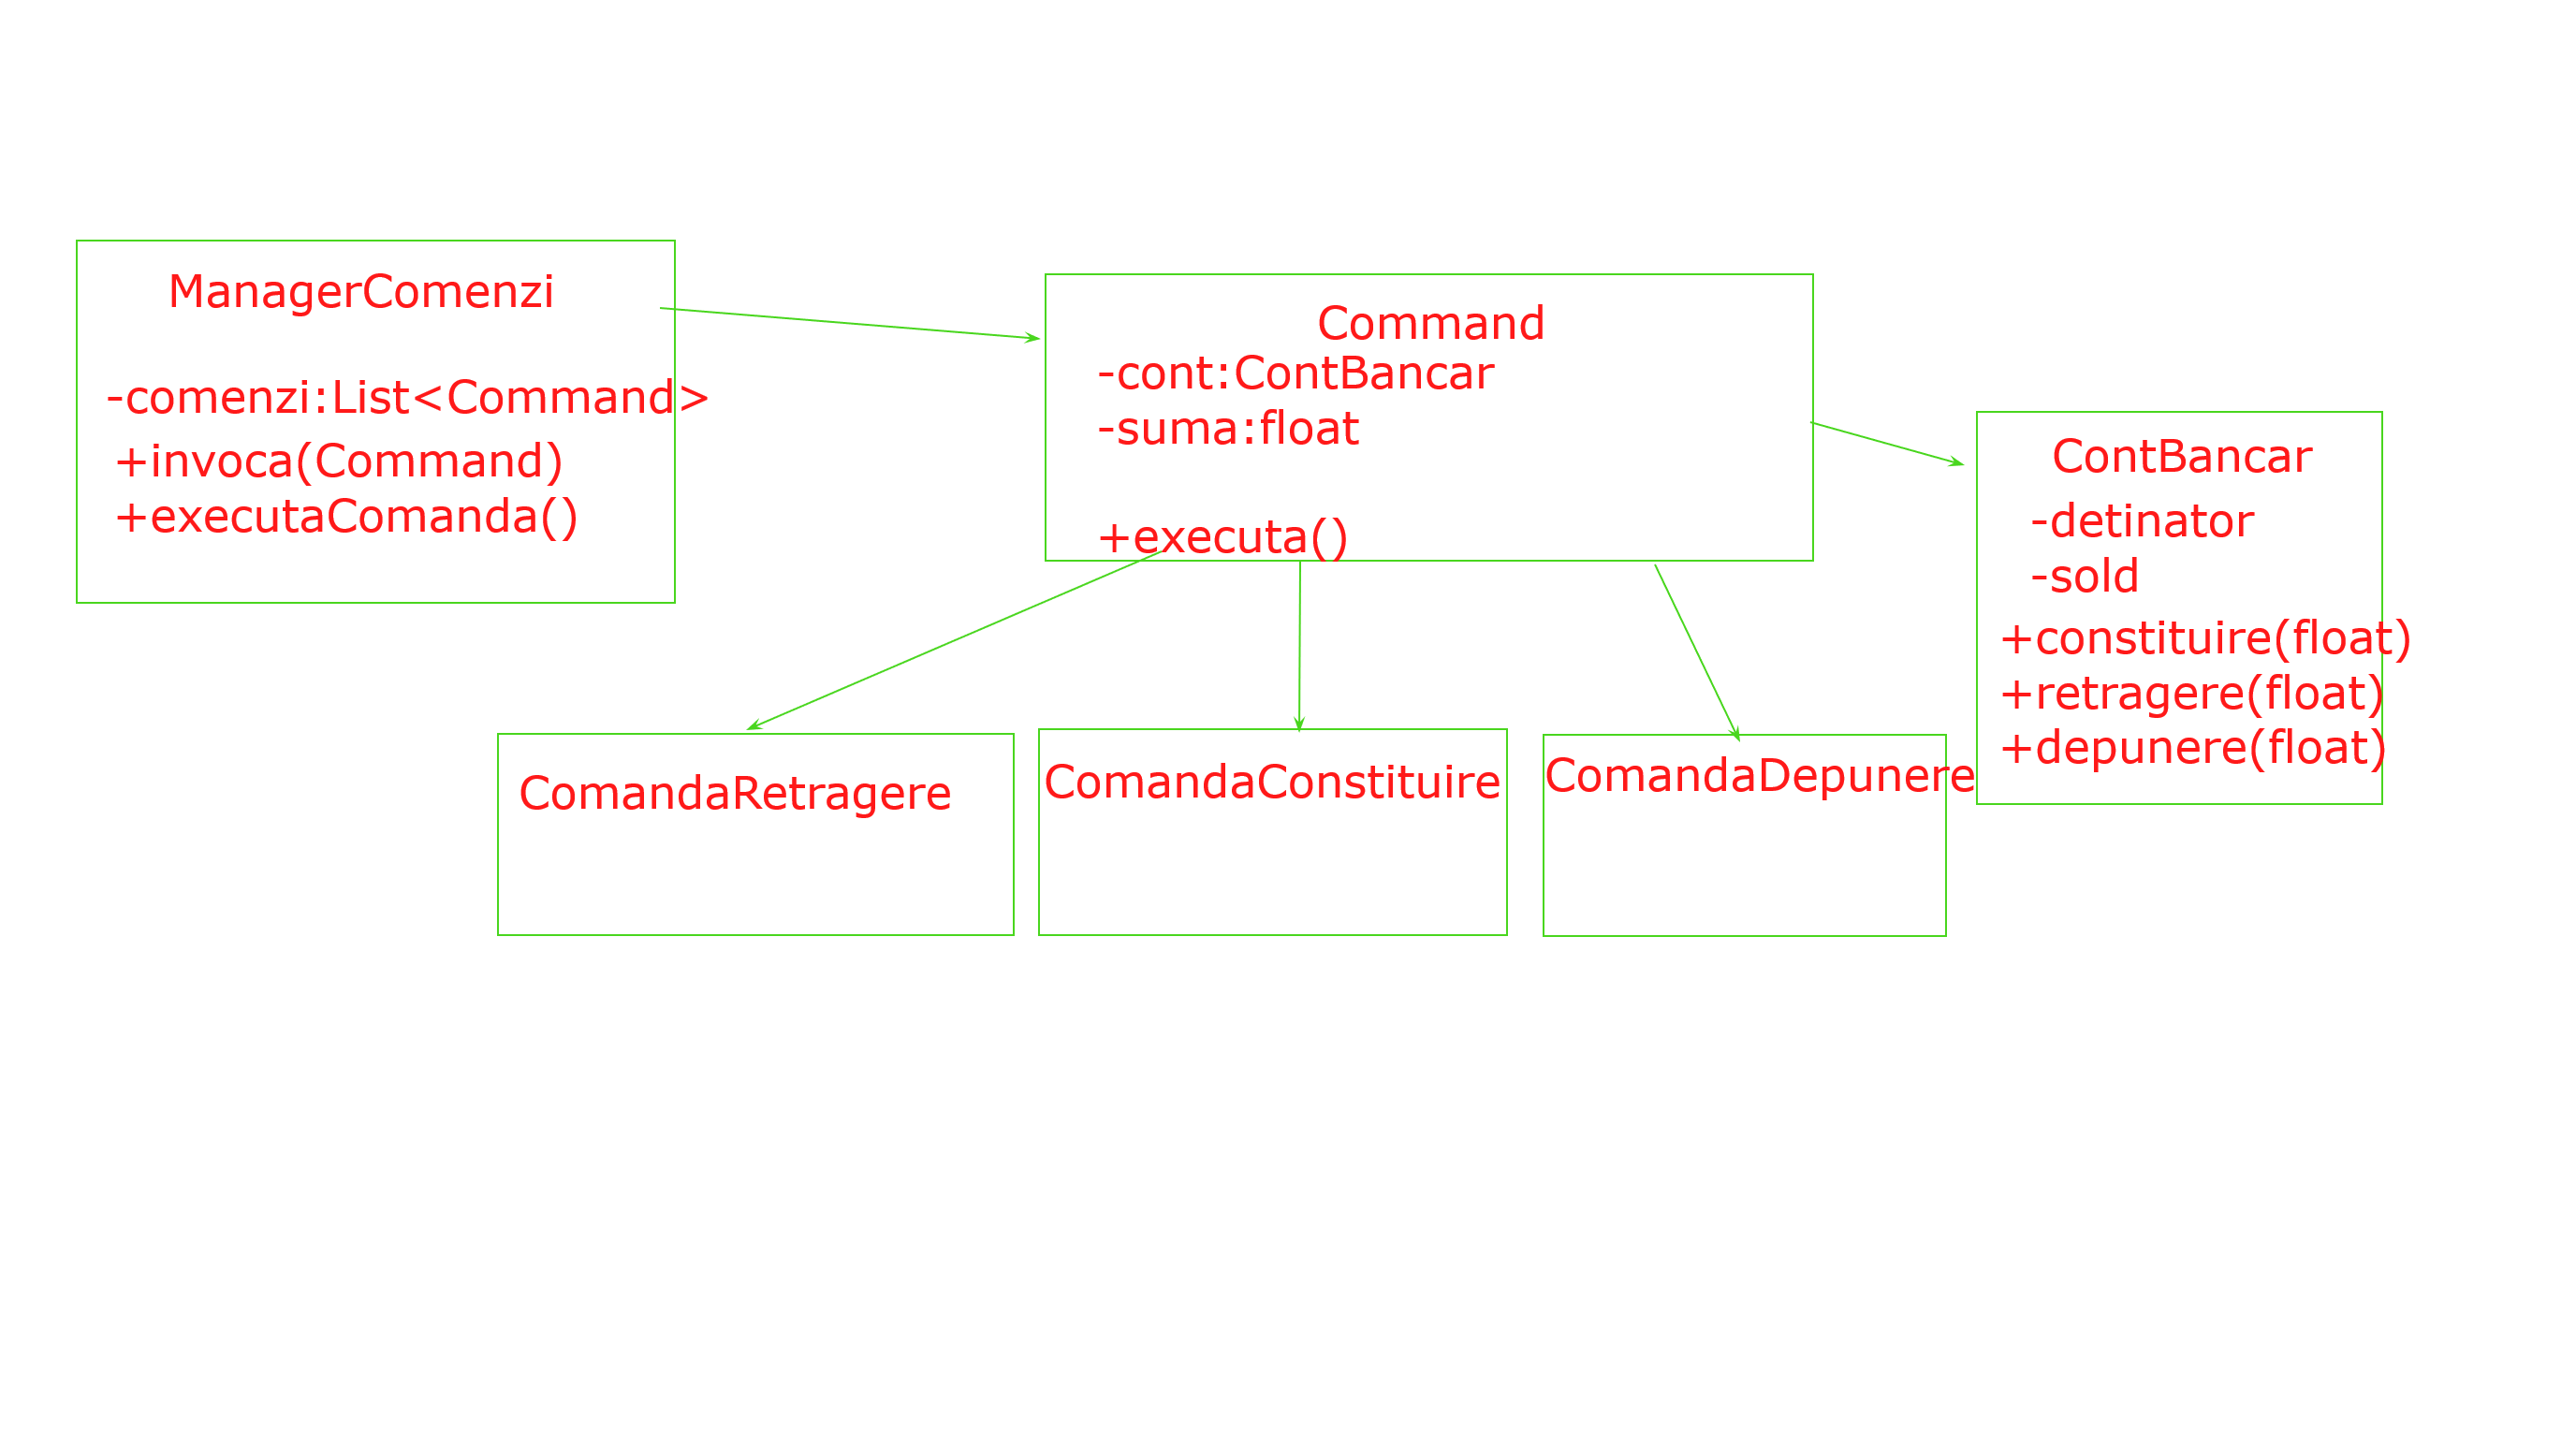 ManagerComenzi
-comenzi:List<Command>
+invoca(Command)
+executaComanda()
Command
-cont:ContBancar
-suma:float
+executa()
ContBancar
-detinator
-sold
+constituire(float)
+retragere(float)
+depunere(float)
ComandaRetragere
ComandaConstituire
ComandaDepunere